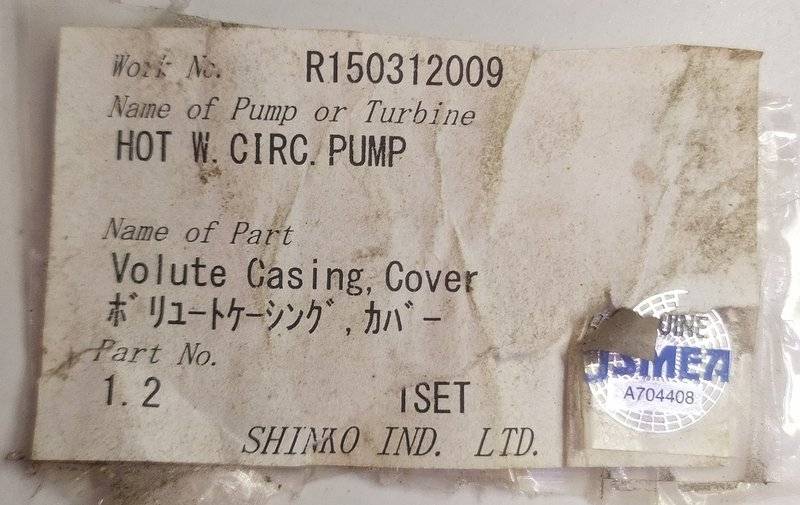 Work No. R150312009
Name of Pump or Turbine
HOT W. CIRC. PUMP
Name of Part
Volute Casing, Cover
ﾎﾞﾘｭｰﾄｹｰｼﾝｸﾞ, ｶﾊﾞｰ
Part No.
1. 2 1SET
JSMEA
A704408
SHINKO IND. LTD.